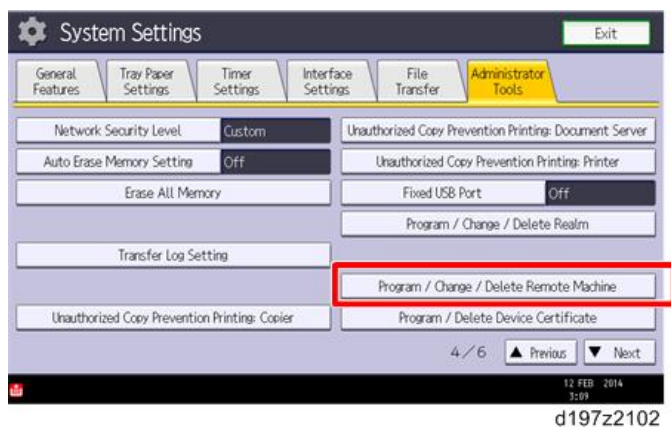 System Settings
Exit
General
Features
Tray Paper
Settings
Timer
Settings
Interface
Settings
File
Transfer
Administrator
Tools
Network Security Level
Custom
Unauthorized Copy Prevention Printing: Document Server
Auto Erase Memory Setting
Off
Unauthorized Copy Prevention Printing: Printer
Erase All Memory
Fixed USB Port
Off
Program / Change / Delete Realm
Transfer Log Setting
Program / Change / Delete Remote Machine
Unauthorized Copy Prevention Printing: Copier
Program / Delete Device Certificate
4/6
▲ Previous
▼ Next
12 FEB 2014
3:09
d197z2102